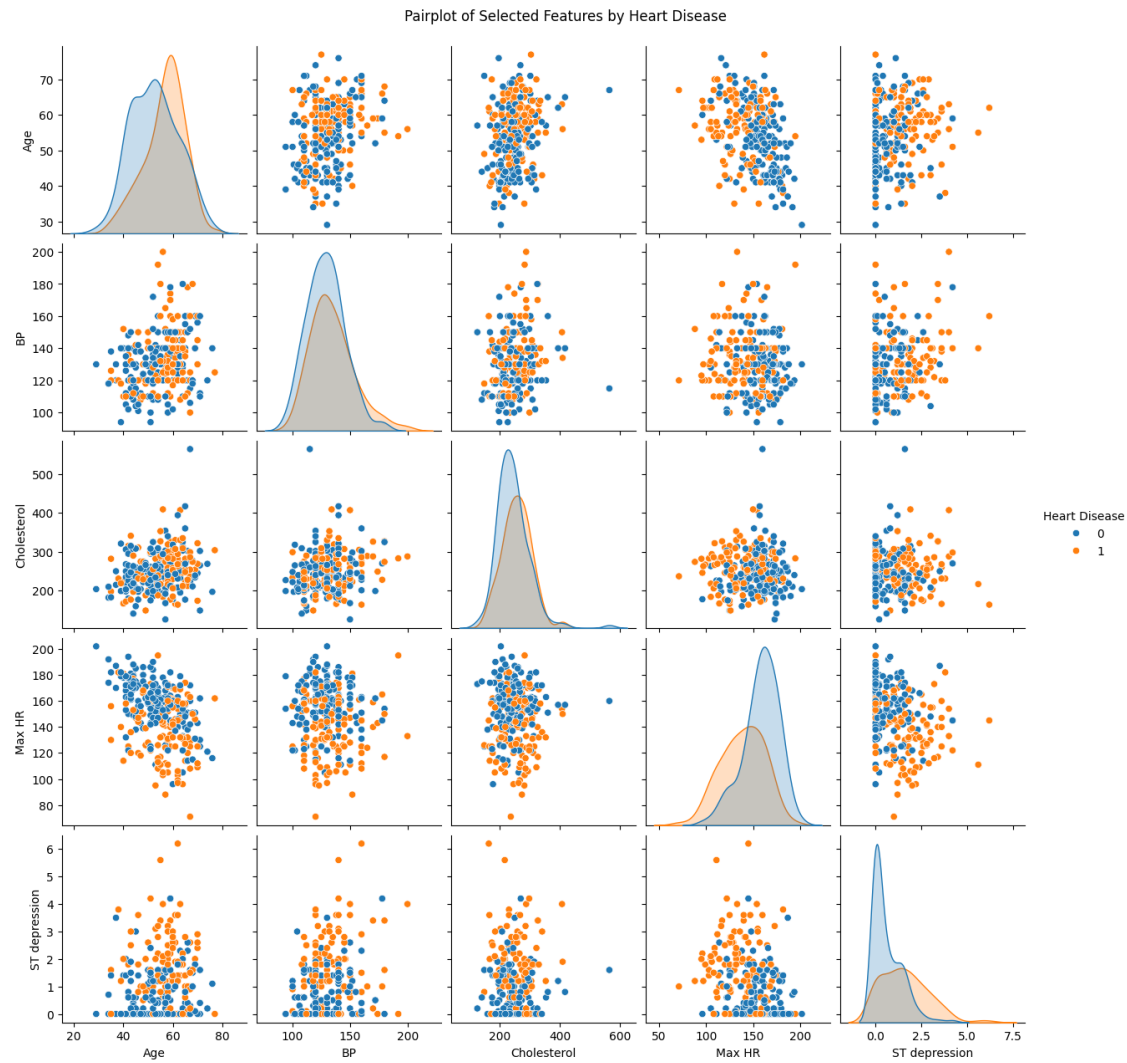 Pairplot of Selected Features by Heart Disease
Age
70
60
50
40
30
BP
200
180
160
140
120
100
Cholesterol
500
400
300
200
Heart Disease
0
1
Max HR
200
180
160
140
120
100
80
ST depression
6
5
4
3
2
1
0
20 40 60 80
100 150 200
200 400 600
50 100 150 200
0.0 2.5 5.0 7.5
Age BP Cholesterol Max HR ST depression